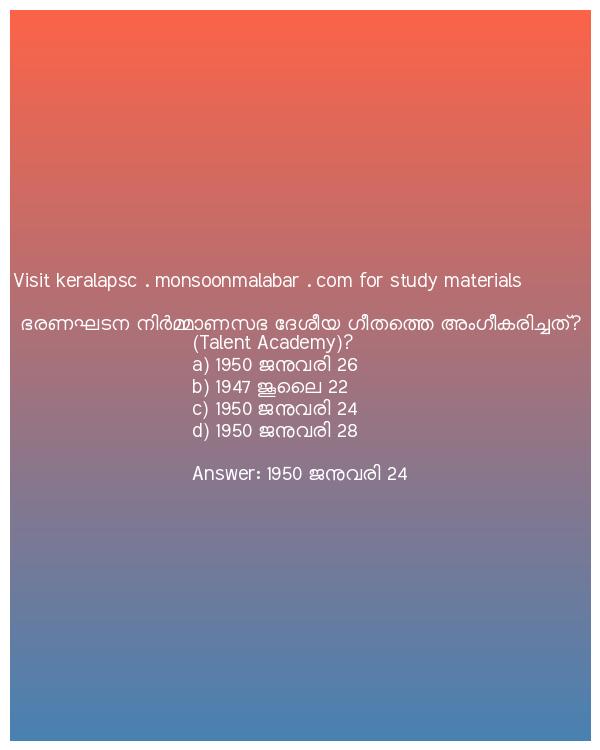 Visit keralapsc . monsoonmalabar . com for study materials
ഭരണഘടന നിർമ്മാണസഭ ദേശീയ ഗീതത്തെ അംഗീകരിച്ചത്?
(Talent Academy)?
a) 1950 ജനുവരി 26
b) 1947 ജൂലൈ 22
c) 1950 ജനുവരി 24
d) 1950 ജനുവരി 28
Answer: 1950 ജനുവരി 24